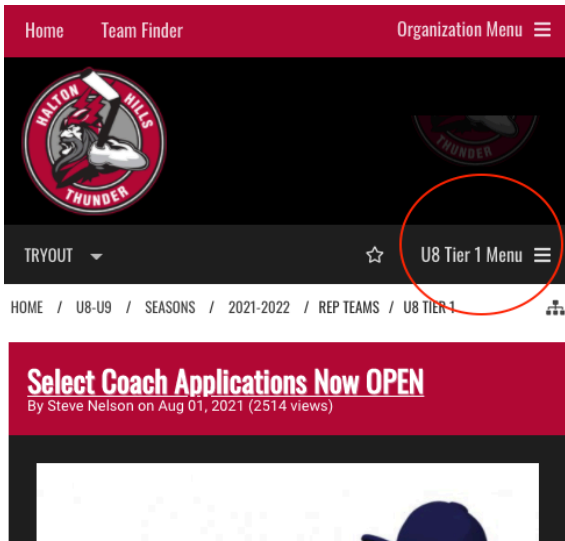 Home Team Finder Organization Menu
HALTON HILLS
THUNDER
THUNDER
TRYOUT U8 Tier 1 Menu
HOME / U8-U9 / SEASONS / 2021-2022 / REP TEAMS / U8 TIER 1
Select Coach Applications Now OPEN
By Steve Nelson on Aug 01, 2021 (2514 views)